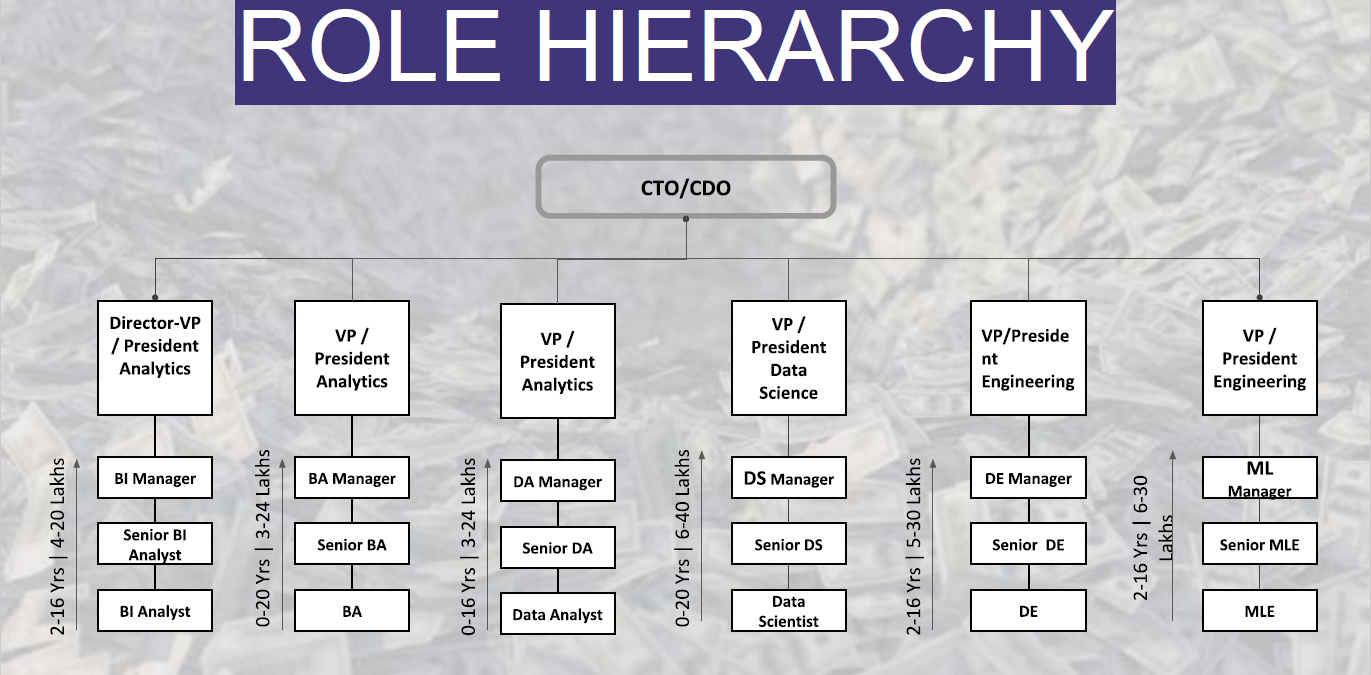 ROLE HIERARCHY
CTO/CDO
Director-VP
/ President
Analytics
VP /
President
Analytics
VP /
President
Analytics
VP /
President
Data
Science
VP/Preside
nt
Engineering
VP /
President
Engineering
2-16 Yrs | 4-20 Lakhs
BI Manager
Senior BI
Analyst
BI Analyst
0-20 Yrs | 3-24 Lakhs
BA Manager
Senior BA
BA
0-16 Yrs | 3-24 Lakhs
DA Manager
Senior DA
Data Analyst
0-20 Yrs | 6-40 Lakhs
DS Manager
Senior DS
Data
Scientist
2-16 Yrs | 5-30 Lakhs
DE Manager
Senior DE
DE
2-16 Yrs | 6-30
Lakhs
ML
Manager
Senior MLE
MLE